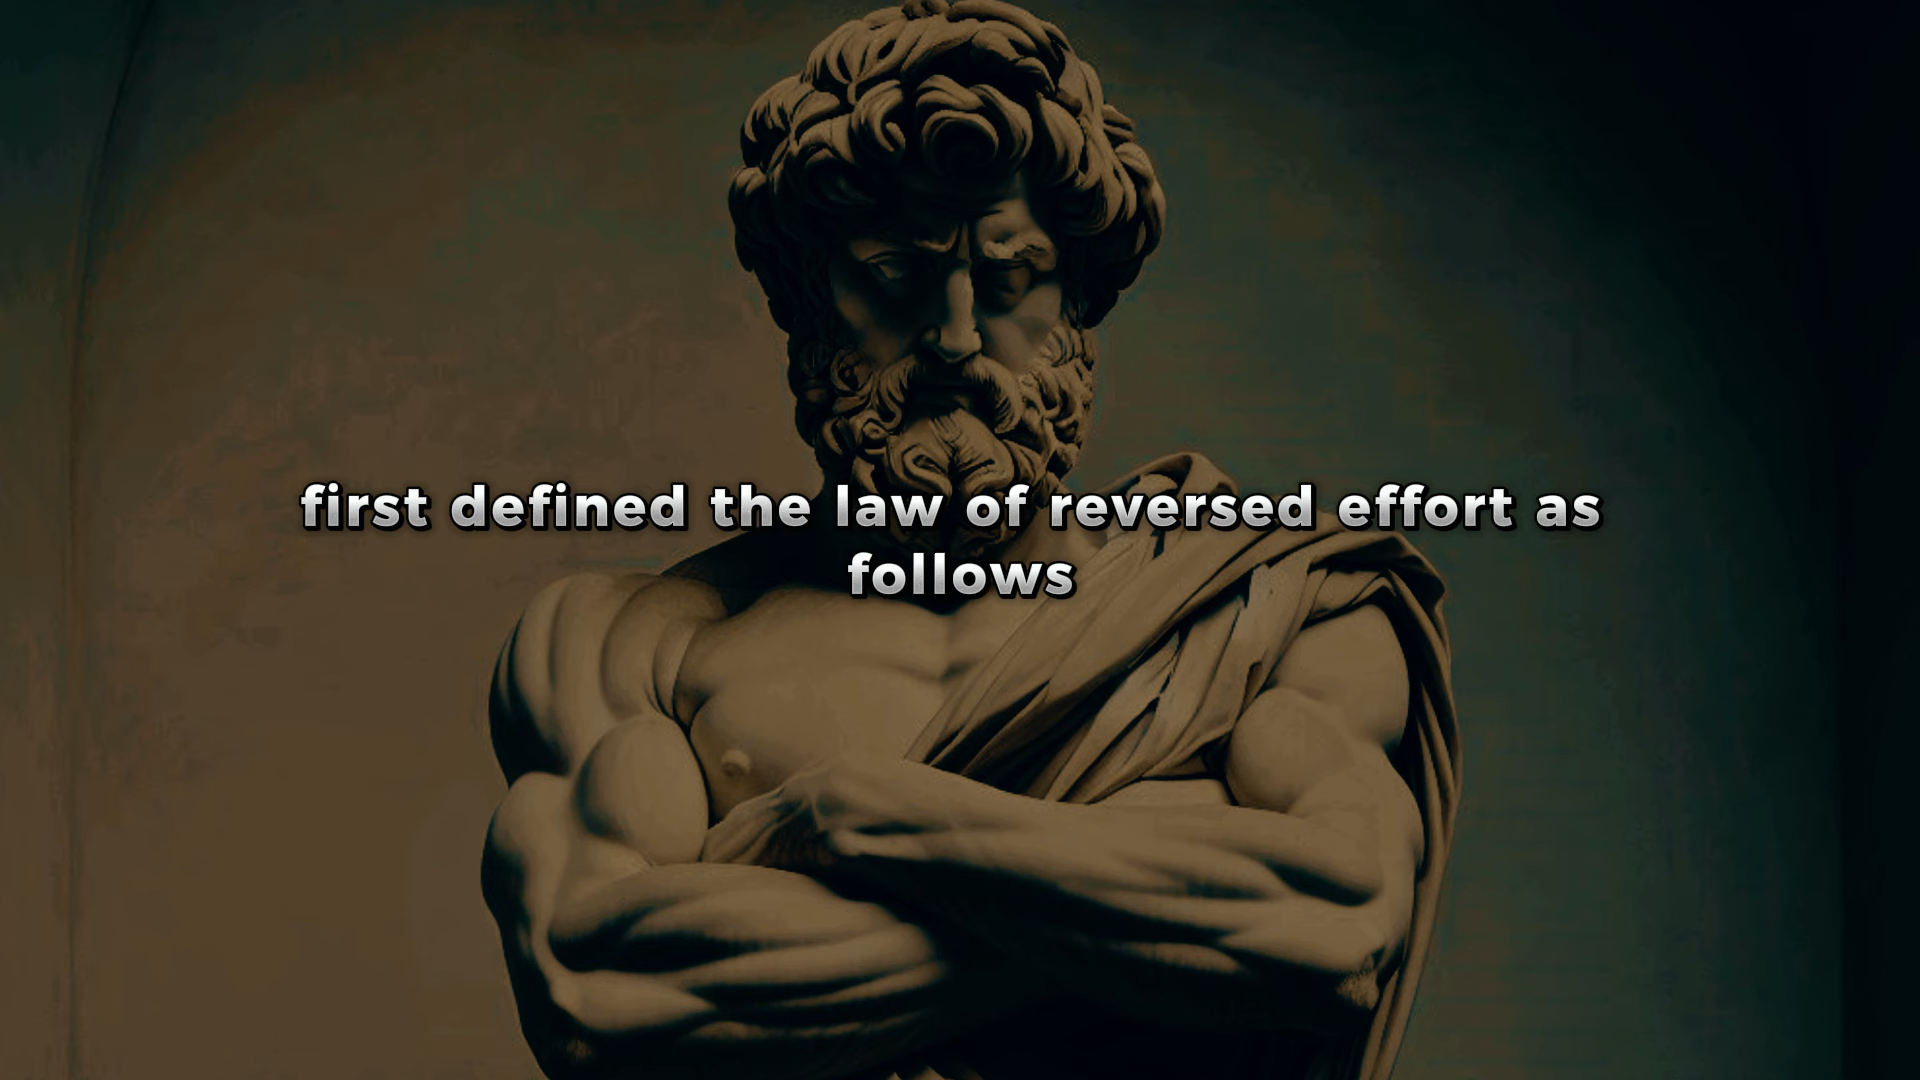 first defined the law of reversed effort as
follows